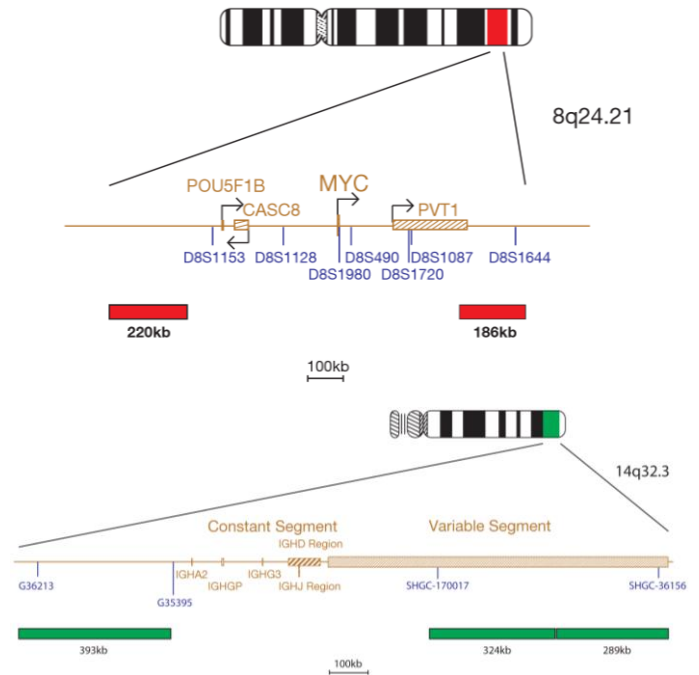 8q24.21
POU5F1B
MYC
CASC8
PVT1
D8S1153
D8S1128
D8S490
D8S1087
D8S1644
D8S1980
D8S1720
220kb
186kb
100kb
14q32.3
Constant Segment
Variable Segment
IGHD Region
IGHA2
IGHGP
IGHG3
IGHJ Region
G36213
G35395
SHGC-170017
SHGC-36156
393kb
324kb
289kb
100kb